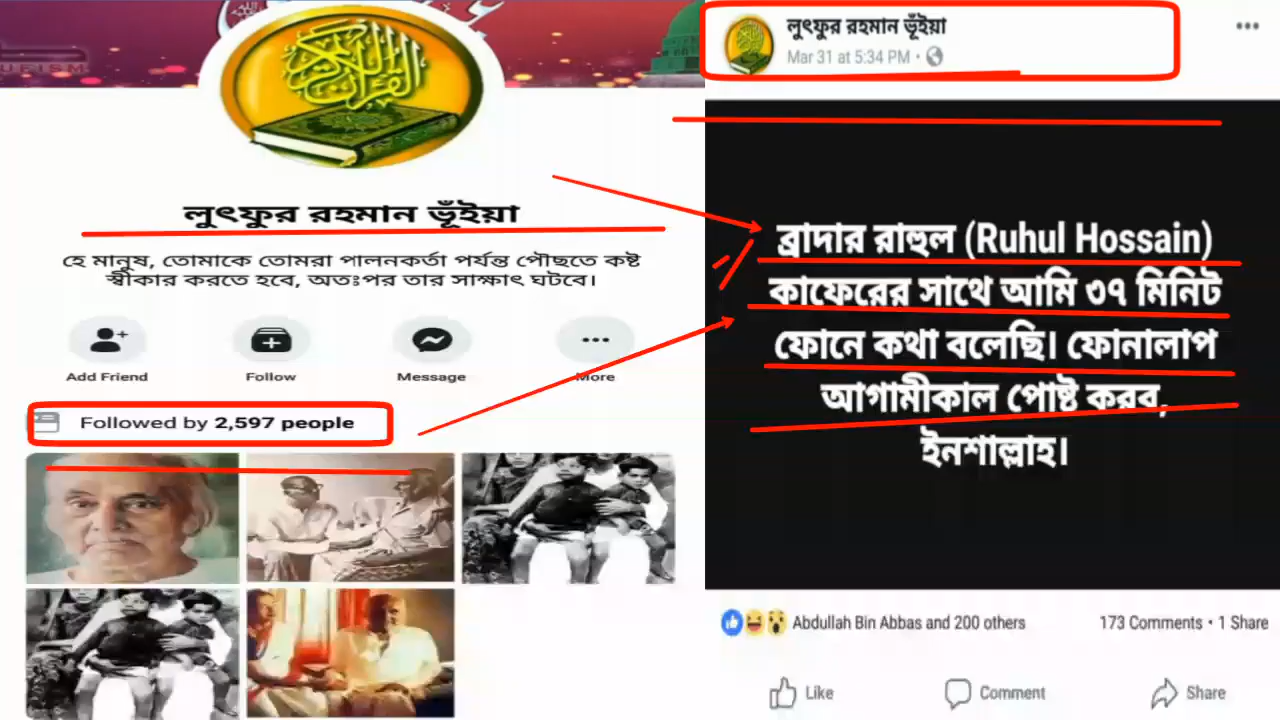 UFISM
লুৎফুর রহমান ভূঁইয়া
হে মানুষ, তোমাকে তোমরা পালনকর্তা পর্যন্ত পৌছতে কষ্ট
স্বীকার করতে হবে, অতঃপর তার সাক্ষাৎ ঘটবে।
Add Friend
Follow
Message
More
Followed by 2,597 people
লুৎফুর রহমান ভূঁইয়া
Mar 31 at 5:34 PM
ব্রাদার রাহুল (Ruhul Hossain)
কাফেরের সাথে আমি ৩৭ মিনিট
ফোনে কথা বলেছি। ফোনালাপ
আগামীকাল পোষ্ট করব,
ইনশাল্লাহ।
Abdullah Bin Abbas and 200 others
173 Comments • 1 Share
Like
Comment
Share